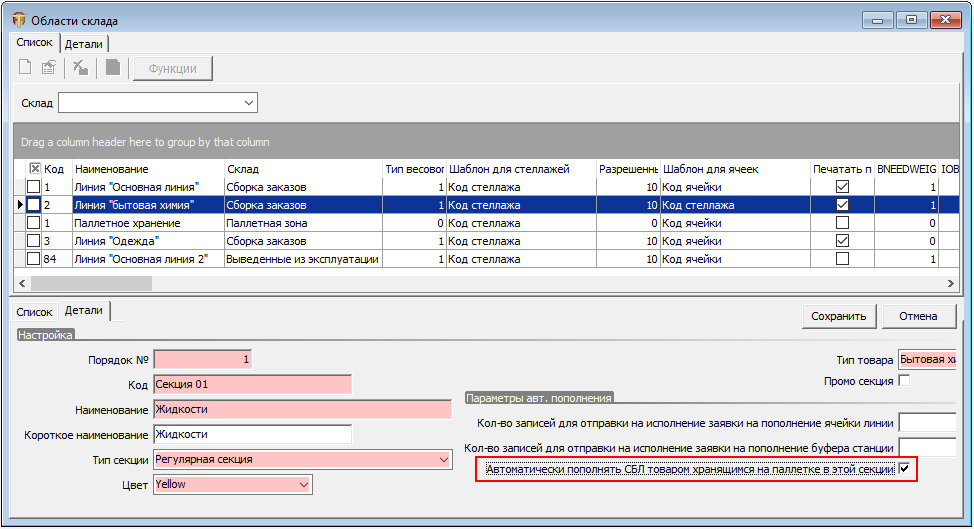 Области склада
Список Детали
Функции
Склад
Drag a column header here to group by that column
Код Наименование Склад Тип весовог Шаблон для стеллажей Разрешенны Шаблон для ячеек Печатать п BNEEDWEIG IOB
1 Линия "Основная линия" Сборка заказов 1 Код стеллажа 10 Код ячейки 1
2 Линия "бытовая химия" Сборка заказов 1 Код стеллажа 10 Код стеллажа 1
1 Паллетное хранение Паллетная зона 0 Код стеллажа 0 Код ячейки 0
3 Линия "Одежда" Сборка заказов 1 Код стеллажа 10 Код ячейки 0
84 Линия "Основная линия 2" Выведенные из эксплуатации 1 Код стеллажа 10 Код ячейки 1
Список Детали Сохранить Отмена
Настройка
Порядок № 1 Тип товара Бытовая хи
Код Секция 01 Промо секция
Параметры авт. пополнения
Наименование Жидкости
Кол-во записей для отправки на исполнение заявки на пополнение ячейки линии
Короткое наименование Жидкости
Кол-во записей для отправки на исполнение заявки на пополнение буфера станции
Тип секции Регулярная секция
Автоматически пополнять СБЛ товаром хранящимся на паллетке в этой секции
Цвет Yellow